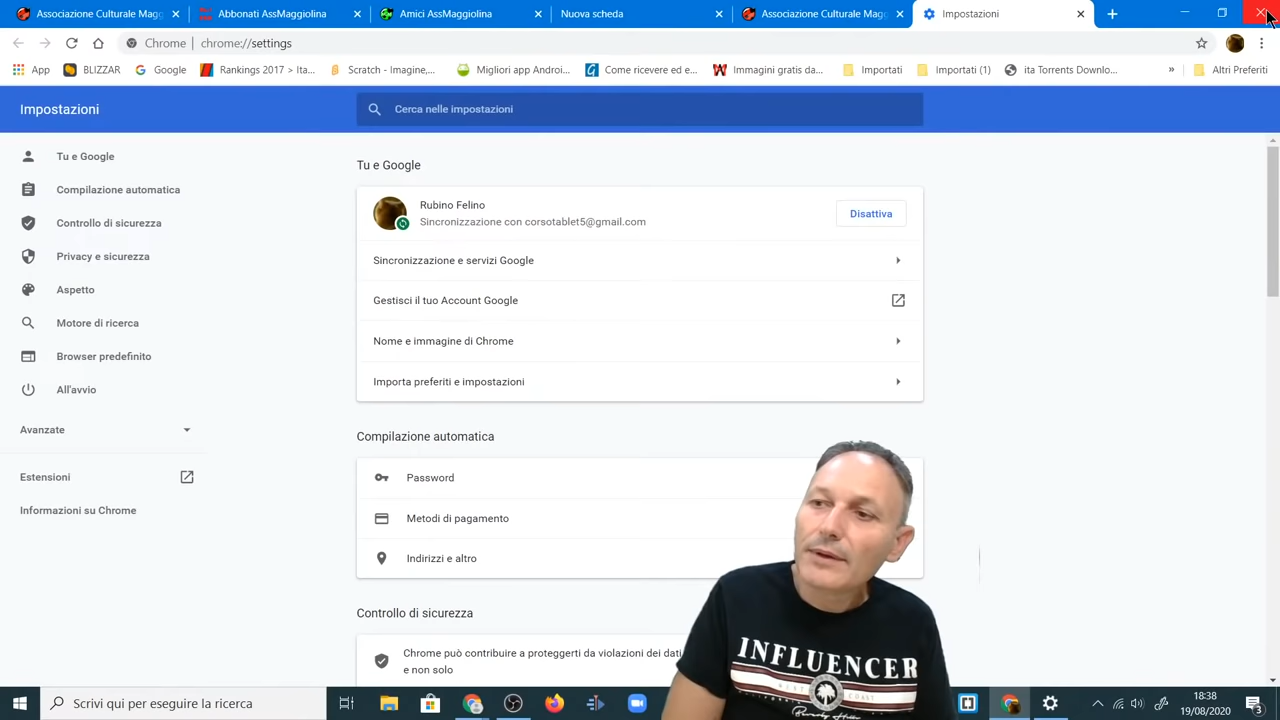 Associazione Culturale Magg
Abbonati AssMaggiolina
Amici AssMaggiolina
Nuova scheda
Associazione Culturale Magg
Impostazioni
Chrome | chrome://settings
App
BLIZZAR
Google
Rankings 2017 > Ita...
Scratch - Imagine,...
Migliori app Androi...
Come ricevere ed e...
Immagini gratis da...
Importati
Importati (1)
ita Torrents Downlo...
»
Altri Preferiti
Impostazioni
Cerca nelle impostazioni
Tu e Google
Compilazione automatica
Controllo di sicurezza
Privacy e sicurezza
Aspetto
Motore di ricerca
Browser predefinito
All'avvio
Avanzate
Estensioni
Informazioni su Chrome
Tu e Google
Rubino Felino
Sincronizzazione con corsotablet5@gmail.com
Disattiva
Sincronizzazione e servizi Google
Gestisci il tuo Account Google
Nome e immagine di Chrome
Importa preferiti e impostazioni
Compilazione automatica
Password
Metodi di pagamento
Indirizzi e altro
Controllo di sicurezza
Chrome può contribuire a proteggerti da violazioni dei dati
e non solo
INFLUENCER
Beverly Hills
Scrivi qui per eseguire la ricerca
18:38
19/08/2020
3